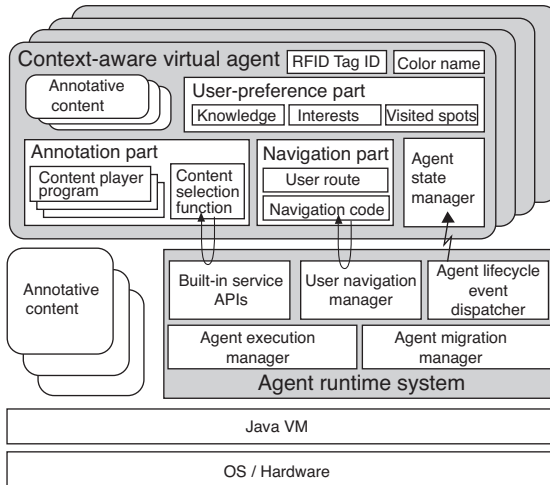 Context-aware virtual agent
RFID Tag ID
Color name
Annotative
content
User-preference part
Knowledge
Interests
Visited spots
Annotation part
Content player
program
Content
selection
function
Navigation part
User route
Navigation code
Agent
state
manager
Annotative
content
Built-in service
APIs
User navigation
manager
Agent lifecycle
event
dispatcher
Agent execution
manager
Agent migration
manager
Agent runtime system
Java VM
OS / Hardware